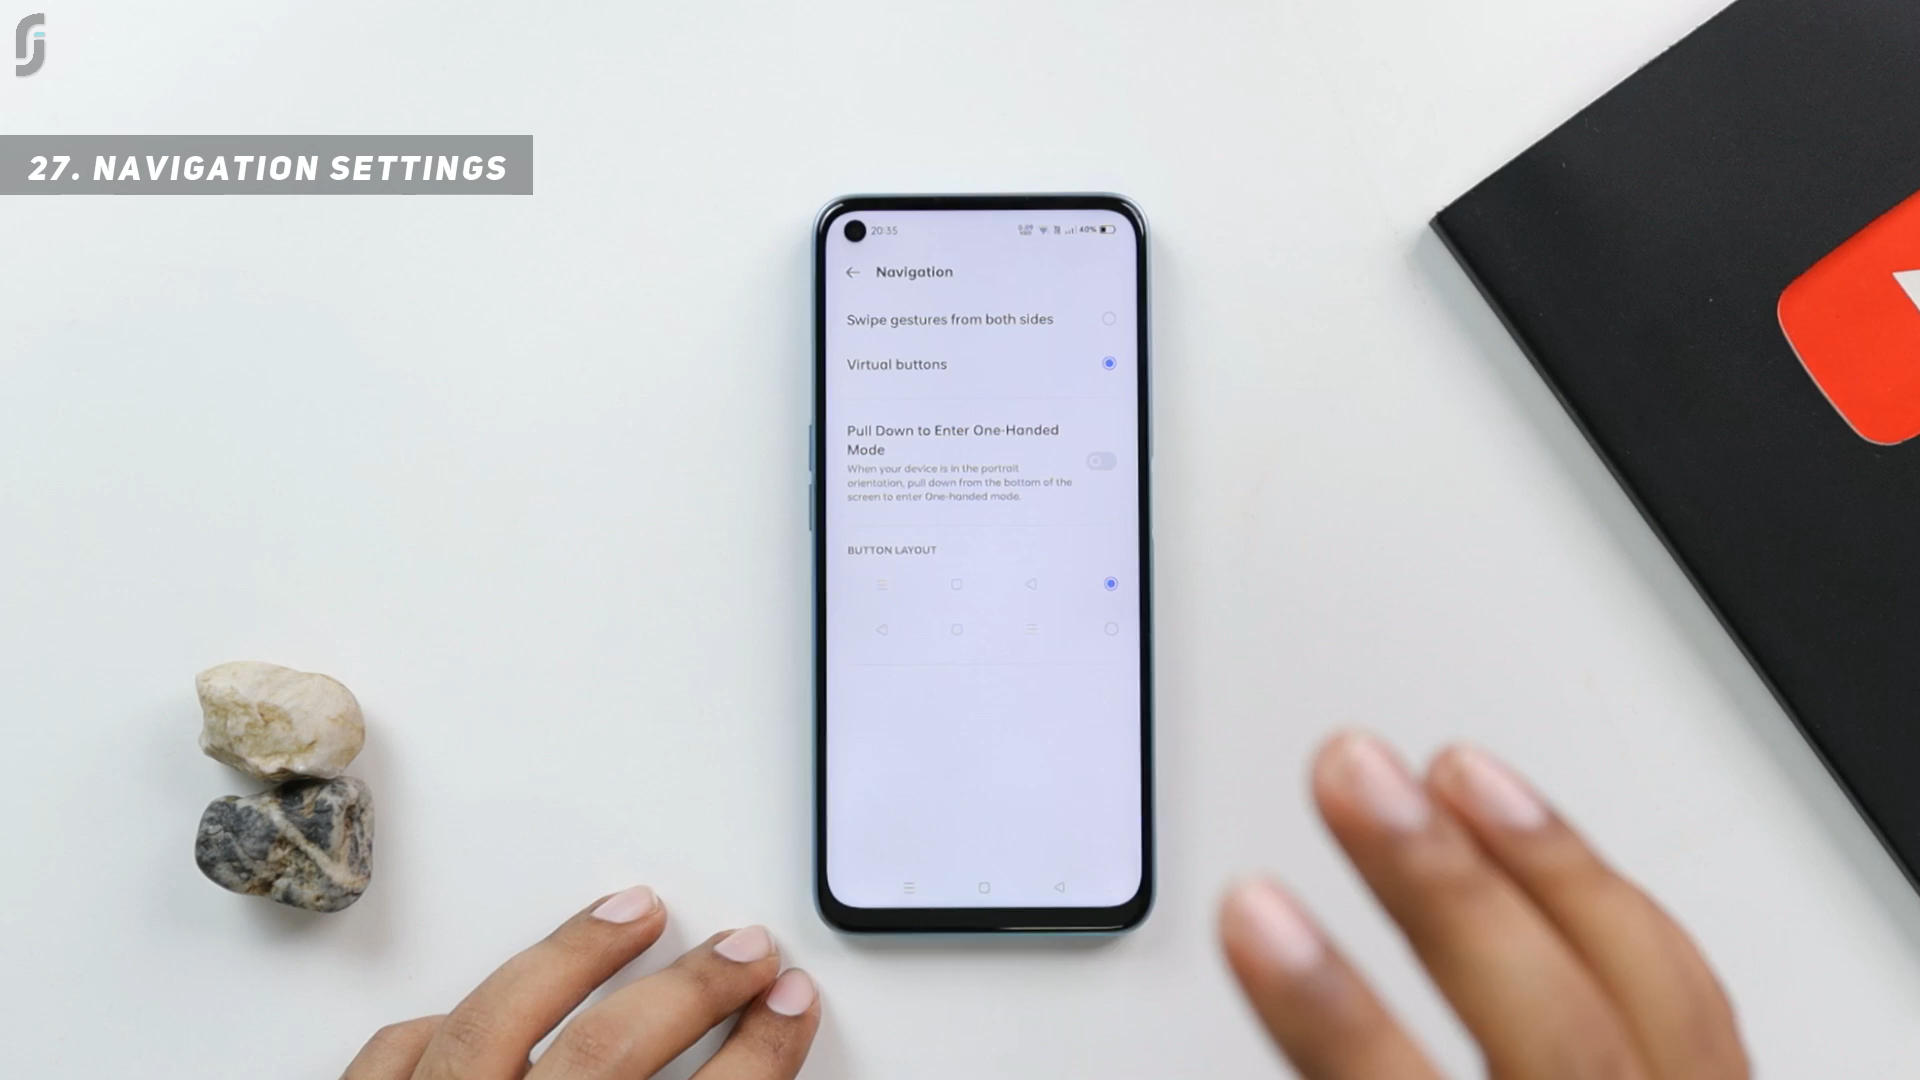 27. NAVIGATION SETTINGS
20:35
40%
Navigation
Swipe gestures from both sides
Virtual buttons
Pull Down to Enter One-Handed
Mode
When your device is in the portrait
orientation, pull down from the bottom of the
screen to enter One-handed mode.
BUTTON LAYOUT